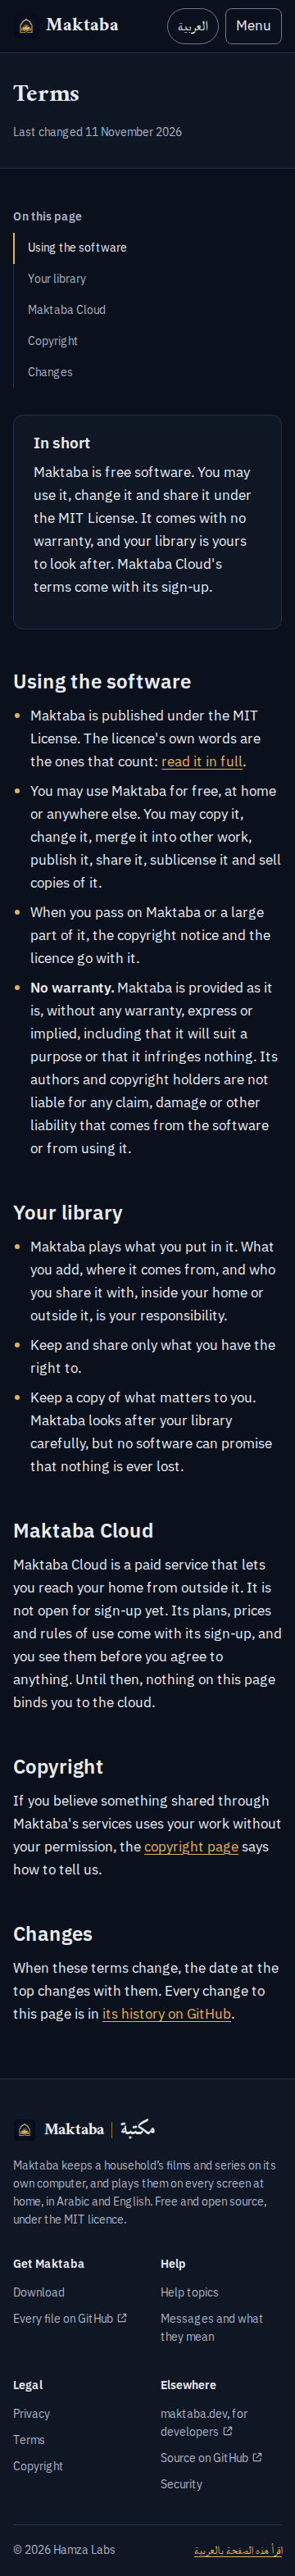 Maktaba
العربية
Menu
Terms
Last changed 11 November 2026
On this page
Using the software
Your library
Maktaba Cloud
Copyright
Changes
In short
Maktaba is free software. You may
use it, change it and share it under
the MIT License. It comes with no
warranty, and your library is yours
to look after. Maktaba Cloud's
terms come with its sign-up.
Using the software
Maktaba is published under the MIT
License. The licence's own words are
the ones that count: read it in full.
You may use Maktaba for free, at home
or anywhere else. You may copy it,
change it, merge it into other work,
publish it, share it, sublicense it and sell
copies of it.
When you pass on Maktaba or a large
part of it, the copyright notice and the
licence go with it.
No warranty. Maktaba is provided as it
is, without any warranty, express or
implied, including that it will suit a
purpose or that it infringes nothing. Its
authors and copyright holders are not
liable for any claim, damage or other
liability that comes from the software
or from using it.
Your library
Maktaba plays what you put in it. What
you add, where it comes from, and who
you share it with, inside your home or
outside it, is your responsibility.
Keep and share only what you have the
right to.
Keep a copy of what matters to you.
Maktaba looks after your library
carefully, but no software can promise
that nothing is ever lost.
Maktaba Cloud
Maktaba Cloud is a paid service that lets
you reach your home from outside it. It is
not open for sign-up yet. Its plans, prices
and rules of use come with its sign-up, and
you see them before you agree to
anything. Until then, nothing on this page
binds you to the cloud.
Copyright
If you believe something shared through
Maktaba's services uses your work without
your permission, the copyright page says
how to tell us.
Changes
When these terms change, the date at the
top changes with them. Every change to
this page is in its history on GitHub.
Maktaba | مكتبة
Maktaba keeps a household’s films and series on its
own computer, and plays them on every screen at
home, in Arabic and English. Free and open source,
under the MIT licence.
Get Maktaba
Download
Every file on GitHub
Help
Help topics
Messages and what
they mean
Legal
Privacy
Terms
Copyright
Elsewhere
maktaba.dev, for
developers
Source on GitHub
Security
© 2026 Hamza Labs
اقرأ هذه الصفحة بالعربية